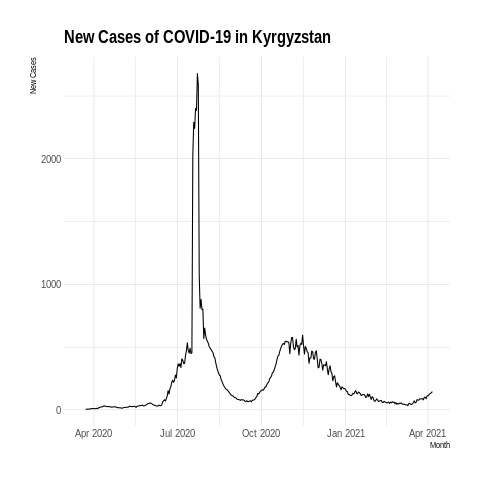 New Cases of COVID-19 in Kyrgyzstan
New Cases
2000
1000
0
Apr 2020 Jul 2020 Oct 2020 Jan 2021 Apr 2021
Month